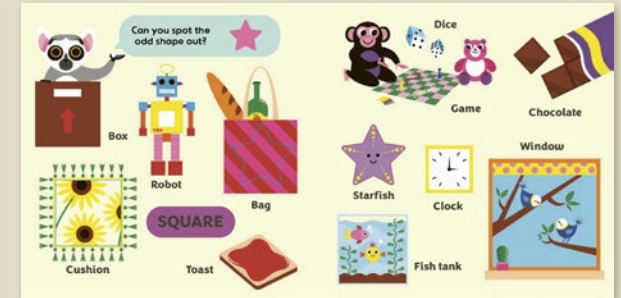 Can you spot the
odd shape out?
Box
Robot
Bag
Cushion
SQUARE
Toast
Dice
Game
Chocolate
Starfish
Clock
Window
Fish tank